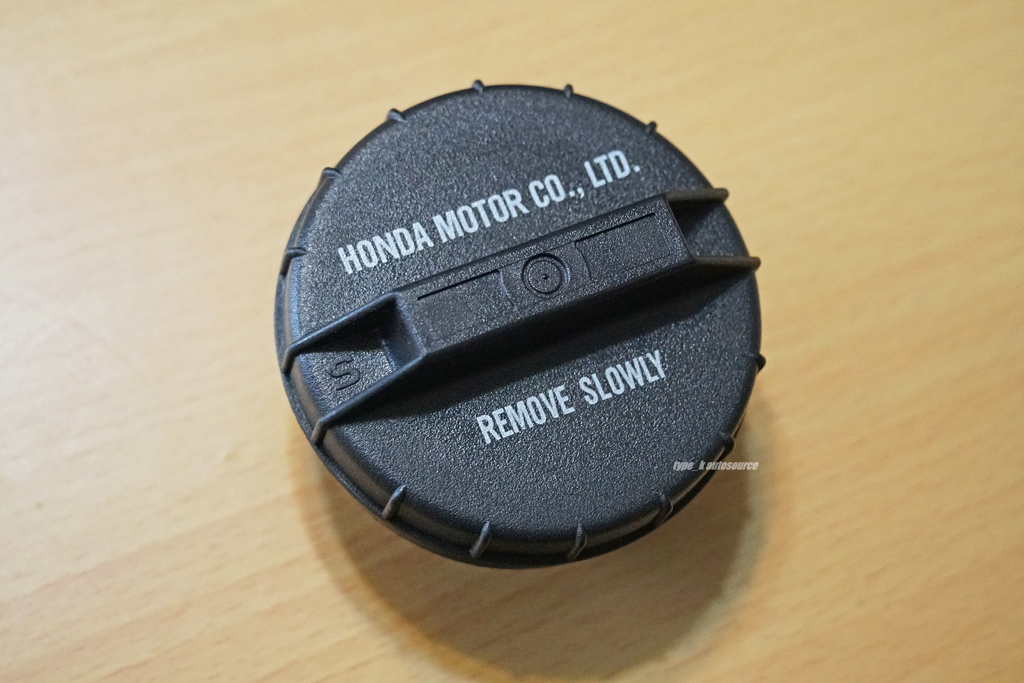 HONDA MOTOR CO., LTD.
S
REMOVE SLOWLY
type_k autosource